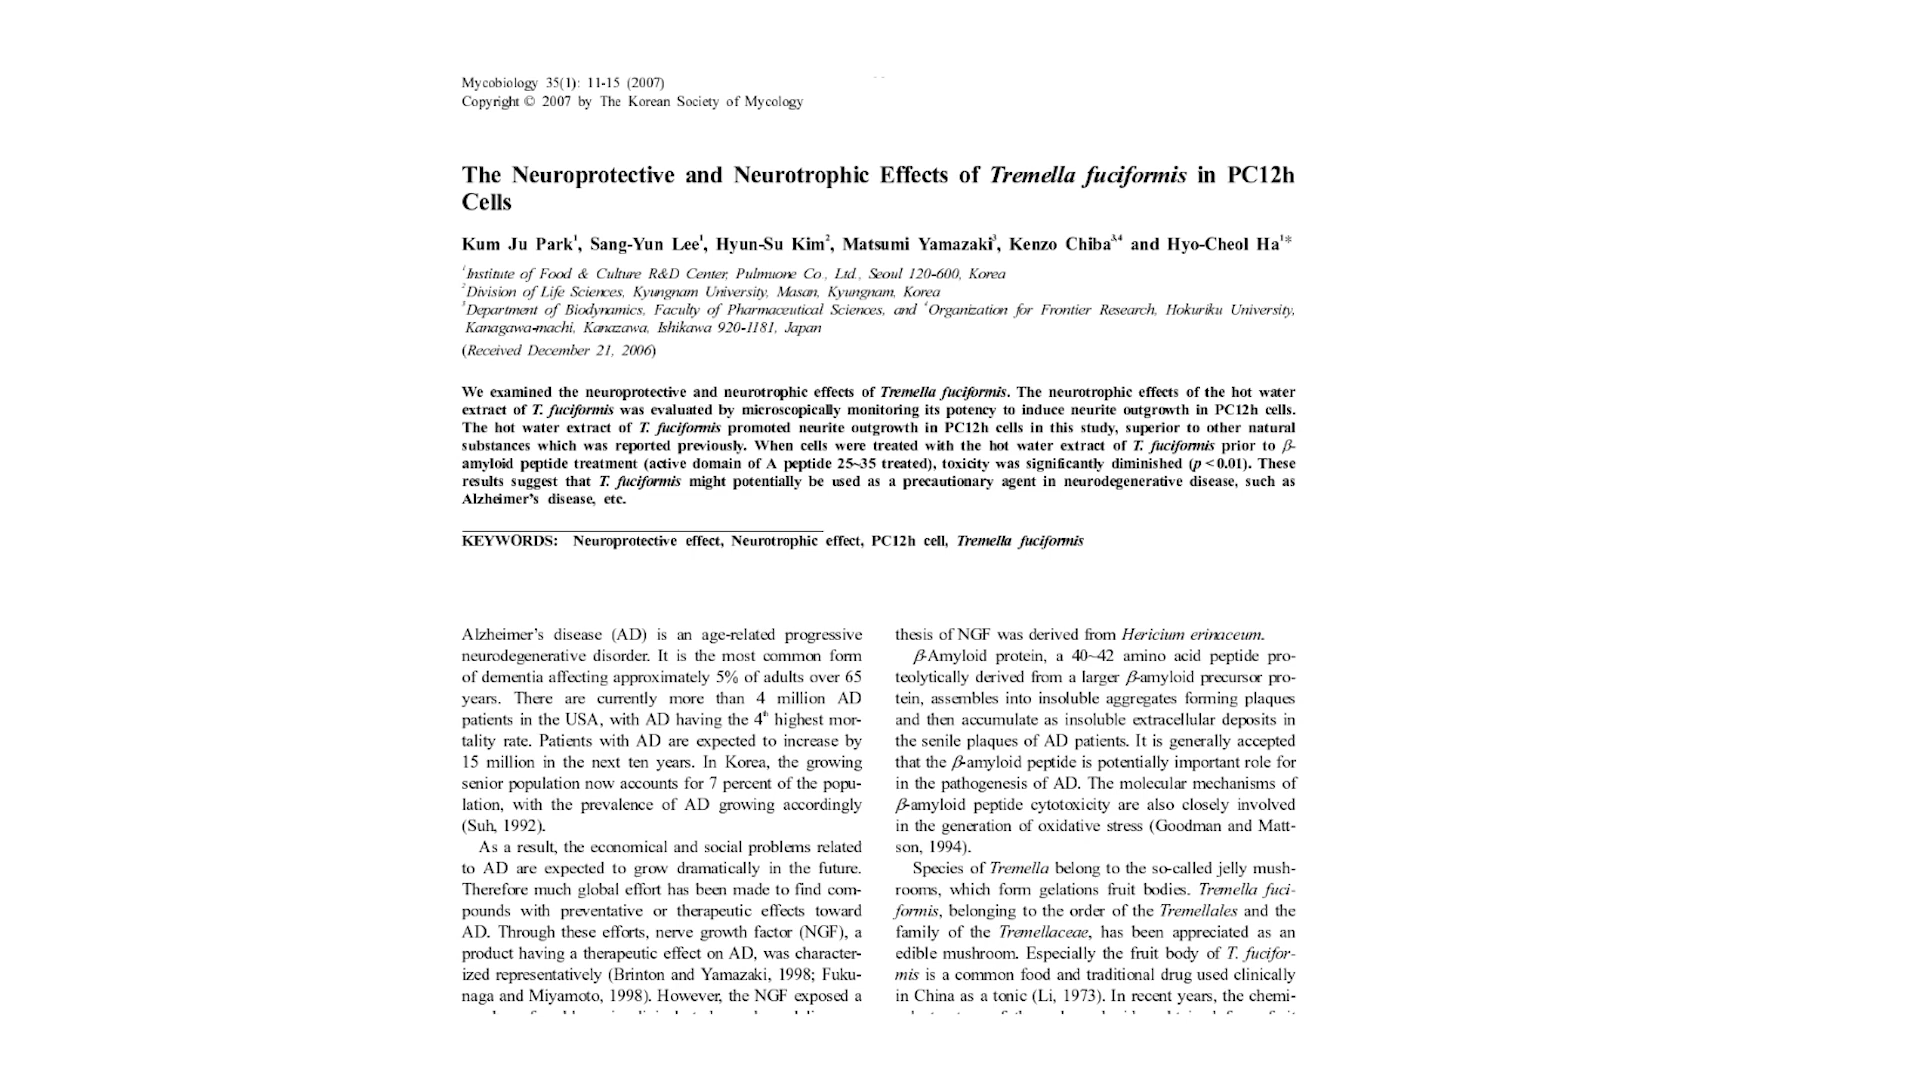 Mycobiology 35(1): 11-15 (2007)
Copyright © 2007 by The Korean Society of Mycology
The Neuroprotective and Neurotrophic Effects of Tremella fuciformis in PC12h
Cells
Kum Ju Park¹, Sang-Yun Lee¹, Hyun-Su Kim², Matsumi Yamazaki³, Kenzo Chiba³,⁴ and Hyo-Cheol Ha¹*
¹Institute of Food & Culture R&D Center, Pulmuone Co., Ltd., Seoul 120-600, Korea
²Division of Life Sciences, Kyungnam University, Masan, Kyungnam, Korea
³Department of Biodynamics, Faculty of Pharmaceutical Sciences, and ⁴Organization for Frontier Research, Hokuriku University,
Kanagawa-machi, Kanazawa, Ishikawa 920-1181, Japan
(Received December 21, 2006)
We examined the neuroprotective and neurotrophic effects of Tremella fuciformis. The neurotrophic effects of the hot water
extract of T. fuciformis was evaluated by microscopically monitoring its potency to induce neurite outgrowth in PC12h cells.
The hot water extract of T. fuciformis promoted neurite outgrowth in PC12h cells in this study, superior to other natural
substances which was reported previously. When cells were treated with the hot water extract of T. fuciformis prior to β-
amyloid peptide treatment (active domain of A peptide 25~35 treated), toxicity was significantly diminished (p < 0.01). These
results suggest that T. fuciformis might potentially be used as a precautionary agent in neurodegenerative disease, such as
Alzheimer's disease, etc.
KEYWORDS: Neuroprotective effect, Neurotrophic effect, PC12h cell, Tremella fuciformis
Alzheimer's disease (AD) is an age-related progressive
neurodegenerative disorder. It is the most common form
of dementia affecting approximately 5% of adults over 65
years. There are currently more than 4 million AD
patients in the USA, with AD having the 4th highest mor-
tality rate. Patients with AD are expected to increase by
15 million in the next ten years. In Korea, the growing
senior population now accounts for 7 percent of the popu-
lation, with the prevalence of AD growing accordingly
(Suh, 1992).
As a result, the economical and social problems related
to AD are expected to grow dramatically in the future.
Therefore much global effort has been made to find com-
pounds with preventative or therapeutic effects toward
AD. Through these efforts, nerve growth factor (NGF), a
product having a therapeutic effect on AD, was character-
ized representatively (Brinton and Yamazaki, 1998; Fuku-
naga and Miyamoto, 1998). However, the NGF exposed a
thesis of NGF was derived from Hericium erinaceum.
β-Amyloid protein, a 40~42 amino acid peptide pro-
teolytically derived from a larger β-amyloid precursor pro-
tein, assembles into insoluble aggregates forming plaques
and then accumulate as insoluble extracellular deposits in
the senile plaques of AD patients. It is generally accepted
that the β-amyloid peptide is potentially important role for
in the pathogenesis of AD. The molecular mechanisms of
β-amyloid peptide cytotoxicity are also closely involved
in the generation of oxidative stress (Goodman and Matt-
son, 1994).
Species of Tremella belong to the so-called jelly mush-
rooms, which form gelations fruit bodies. Tremella fuci-
formis, belonging to the order of the Tremellales and the
family of the Tremellaceae, has been appreciated as an
edible mushroom. Especially the fruit body of T. fucifor-
mis is a common food and traditional drug used clinically
in China as a tonic (Li, 1973). In recent years, the chemi-